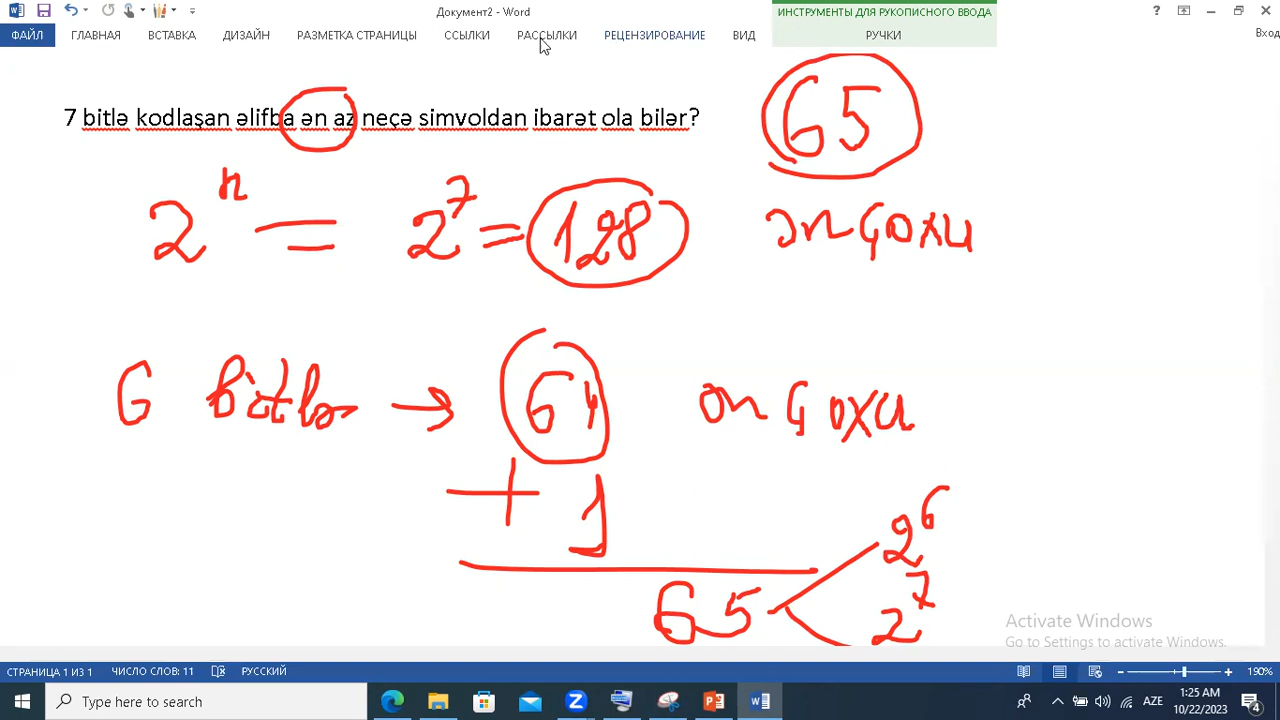 Документ2 - Word
ИНСТРУМЕНТЫ ДЛЯ РУКОПИСНОГО ВВОДА
?
ФАЙЛ ГЛАВНАЯ ВСТАВКА ДИЗАЙН РАЗМЕТКА СТРАНИЦЫ ССЫЛКИ РАССЫЛКИ РЕЦЕНЗИРОВАНИЕ ВИД РУЧКИ Вход
7 bitlə kodlaşan əlifba ən az neçə simvoldan ibarət ola bilər?
65
2^n = 2^7 = 128 ən çoxu
6 bitlər → 64 ən çoxu
+ 1
65
2^6
2^7
Activate Windows
Go to Settings to activate Windows.
СТРАНИЦА 1 ИЗ 1 ЧИСЛО СЛОВ: 11 РУССКИЙ 190%
Type here to search
AZE
1:25 AM
10/22/2023
4